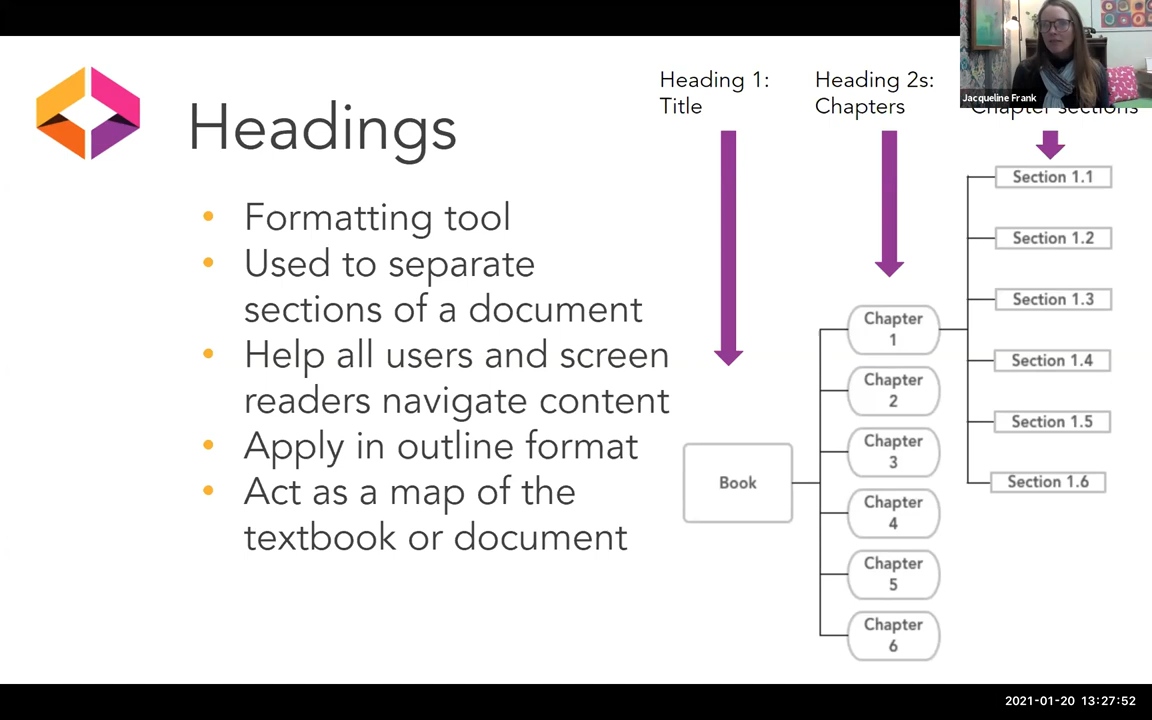 Headings
Formatting tool
Used to separate
sections of a document
Help all users and screen
readers navigate content
Apply in outline format
Act as a map of the
textbook or document
Heading 1:
Title
Heading 2s:
Chapters
Jacqueline Frank
Chapter sections
Book
Chapter
1
Chapter
2
Chapter
3
Chapter
4
Chapter
5
Chapter
6
Section 1.1
Section 1.2
Section 1.3
Section 1.4
Section 1.5
Section 1.6
2021-01-20 13:27:52